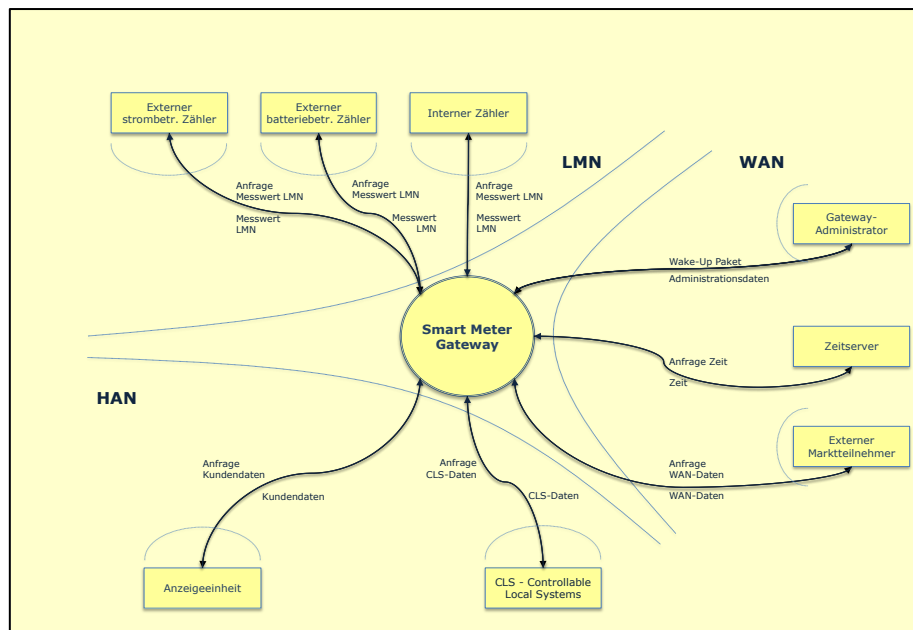 Externer
strombetr. Zähler
Externer
batteriebetr. Zähler
Interner Zähler
LMN
WAN
Anfrage
Messwert LMN
Messwert
LMN
Anfrage
Messwert LMN
Messwert
LMN
Anfrage
Messwert LMN
Messwert
LMN
Gateway-
Administrator
Wake-Up Paket
Administrationsdaten
Smart Meter
Gateway
Zeitserver
Anfrage Zeit
Zeit
HAN
Externer
Marktteilnehmer
Anfrage
WAN-Daten
WAN-Daten
Anfrage
Kundendaten
Kundendaten
Anfrage
CLS-Daten
CLS-Daten
Anzeigeeinheit
CLS - Controllable
Local Systems